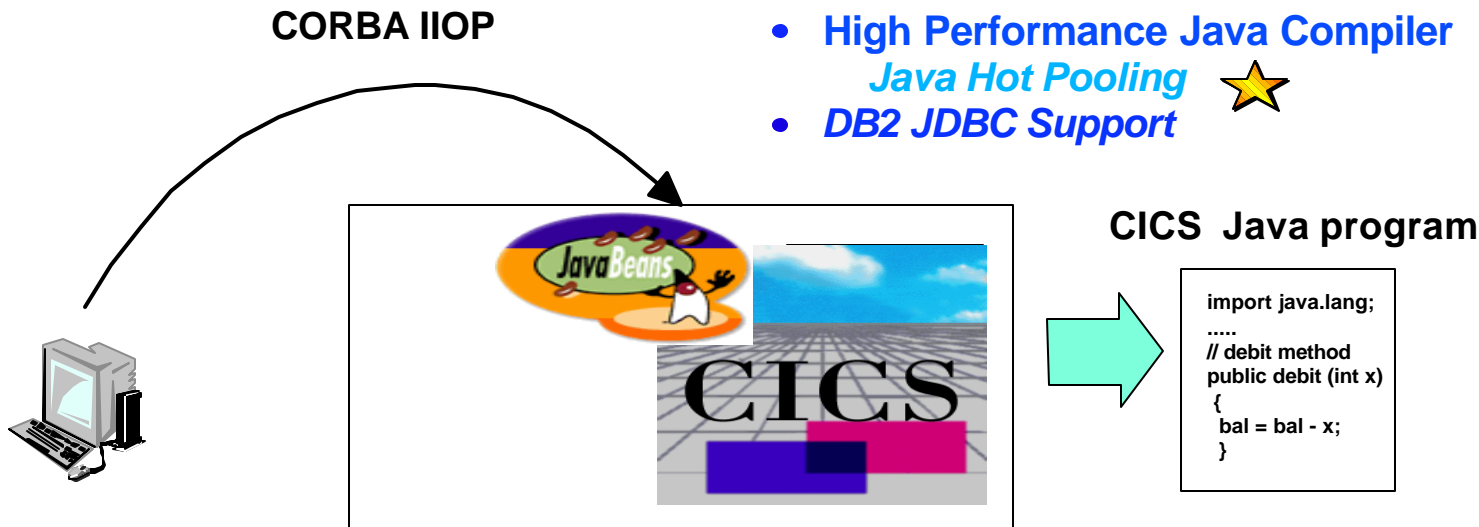 CORBA IIOP
• High Performance Java Compiler
Java Hot Pooling
• DB2 JDBC Support
JavaBeans
CICS
CICS Java program
import java.lang;
.....
// debit method
public debit (int x)
{
bal = bal - x;
}